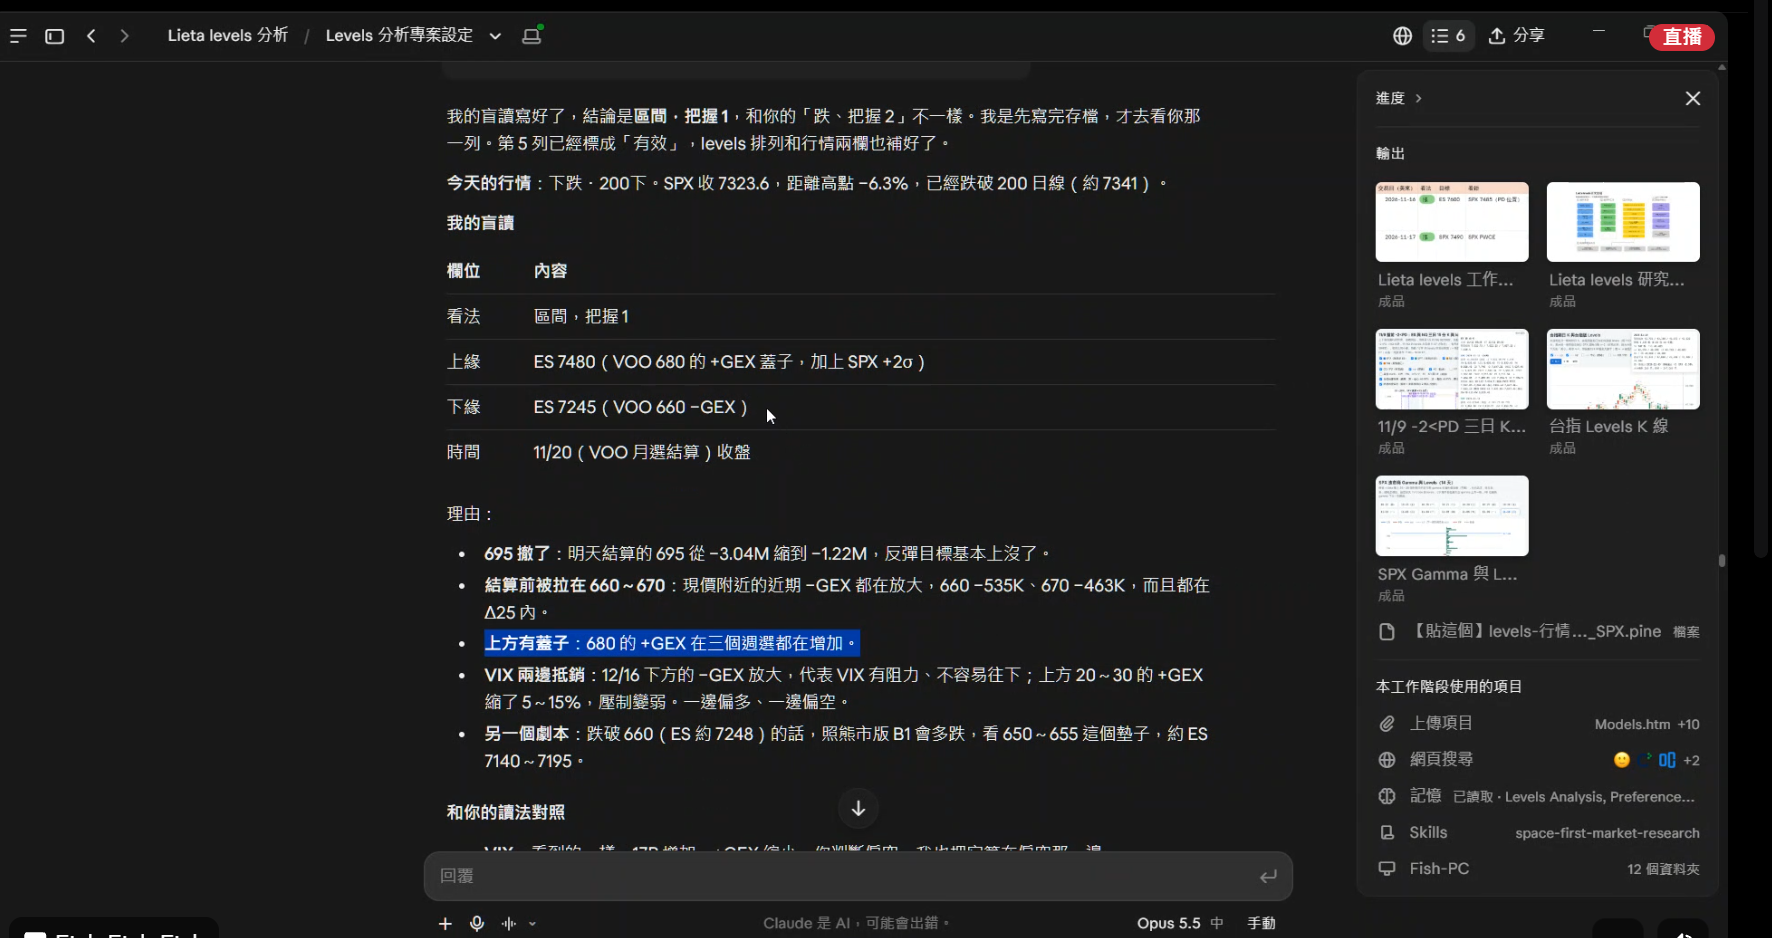 Lieta levels 分析 / Levels 分析專案設定
6
分享
直播
我的盲讀寫好了，結論是區間・把握 1，和你的「跌、把握 2」不一樣。我是先寫完存檔，才去看你那
一列。第 5 列已經標成「有效」，levels 排列和行情兩欄也補好了。
今天的行情：下跌・200下。SPX 收 7323.6，距離高點 −6.3%，已經跌破 200 日線（約 7341）。
我的盲讀
欄位 內容
看法 區間，把握 1
上緣 ES 7480（VOO 680 的 +GEX 蓋子，加上 SPX +2σ）
下緣 ES 7245（VOO 660 −GEX）
時間 11/20（VOO 月選結算）收盤
理由：
695 撤了：明天結算的 695 從 −3.04M 縮到 −1.22M，反彈目標基本上沒了。
結算前被拉在 660～670：現價附近的近期 −GEX 都在放大，660 −535K、670 −463K，而且都在
Δ25 內。
上方有蓋子：680 的 +GEX 在三個週選都在增加。
VIX 兩邊抵銷：12/16 下方的 −GEX 放大，代表 VIX 有阻力、不容易往下；上方 20～30 的 +GEX
縮了 5～15%，壓制變弱。一邊偏多、一邊偏空。
另一個劇本：跌破 660（ES 約 7248）的話，照熊市版 B1 會多跌，看 650～655 這個墊子，約 ES
7140～7195。
和你的讀法對照
回覆
Claude 是 AI，可能會出錯。
Opus 5.5 中 手動
進度
輸出
Lieta levels 工作...
成品
Lieta levels 研究...
成品
11/9 -2<PD 三日 K...
成品
台指 Levels K 線
成品
SPX Gamma 與 L...
成品
【貼這個】levels-行情..._SPX.pine 檔案
本工作階段使用的項目
上傳項目 Models.htm +10
網頁搜尋 +2
記憶 已讀取・Levels Analysis, Preference...
Skills space-first-market-research
Fish-PC 12 個資料夾